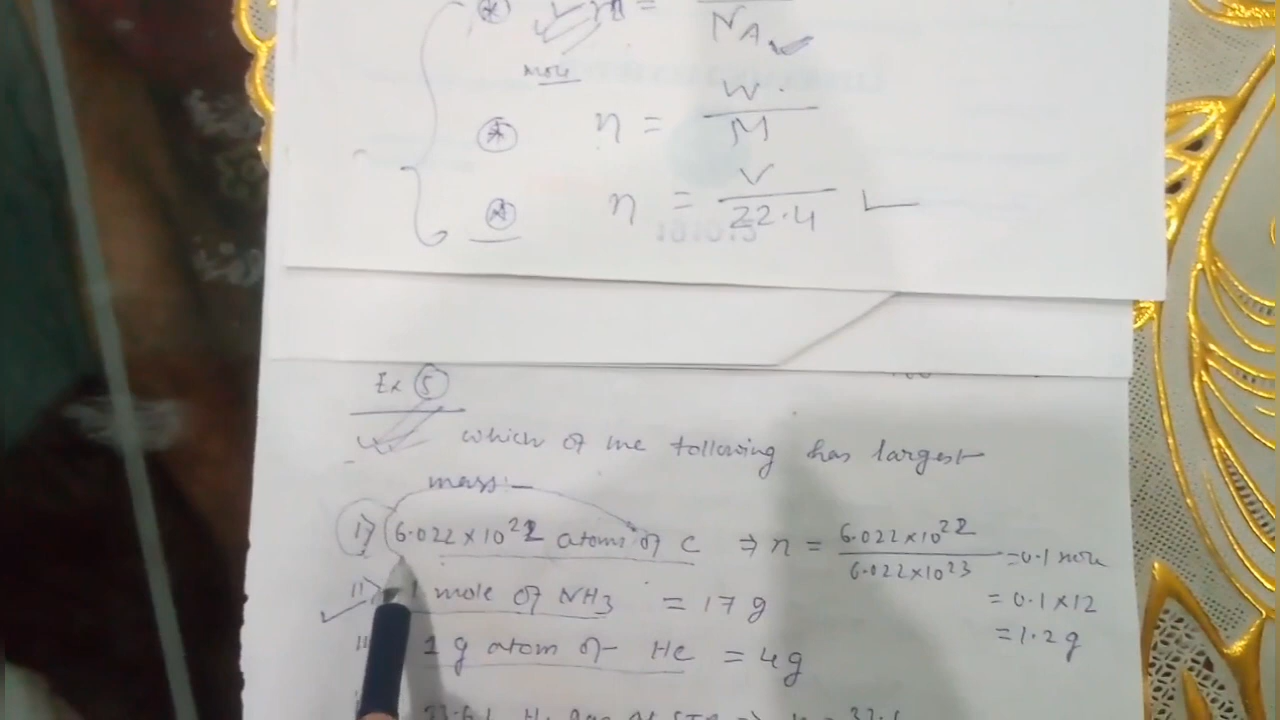 n =
N_A
mole
n = W / M
n = V / 22.4
Ex 5
which of the following has largest
mass:-
I) 6.022×10²² atoms of C ⇒ n = 6.022×10²² / 6.022×10²³ = 0.1 mole
= 0.1×12
II) 1 mole of NH3 = 17 g
= 1.2 g
1 g atom of He = 4g